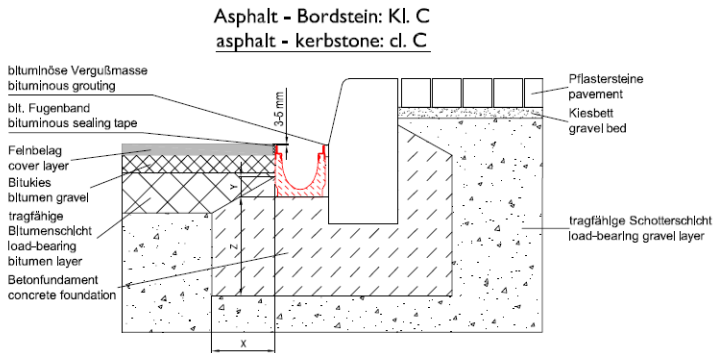 Asphalt - Bordstein: Kl. C
asphalt - kerbstone: cl. C
bituminöse Vergußmasse
bituminous grouting
bit. Fugenband
bituminous sealing tape
Feinbelag
cover layer
Bitukies
bitumen gravel
tragfähige
Bitumenschicht
load-bearing
bitumen layer
Betonfundament
concrete foundation
3-6 mm
Y
Z
X
Pflastersteine
pavement
Kiesbett
gravel bed
tragfähige Schotterschicht
load-bearing gravel layer